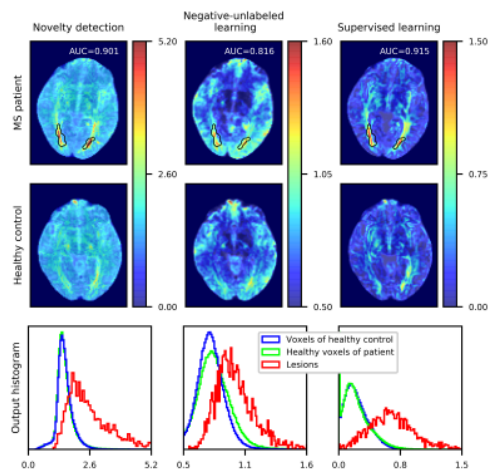 Novelty detection
Negative-unlabeled
learning
Supervised learning
MS patient
AUC=0.901
5.20
AUC=0.816
1.60
AUC=0.915
1.50
2.60
1.05
0.75
Healthy control
0.00
0.50
0.00
Output histogram
Voxels of healthy control
Healthy voxels of patient
Lesions
0.0
2.6
5.2
0.5
1.1
1.6
0.0
0.8
1.5